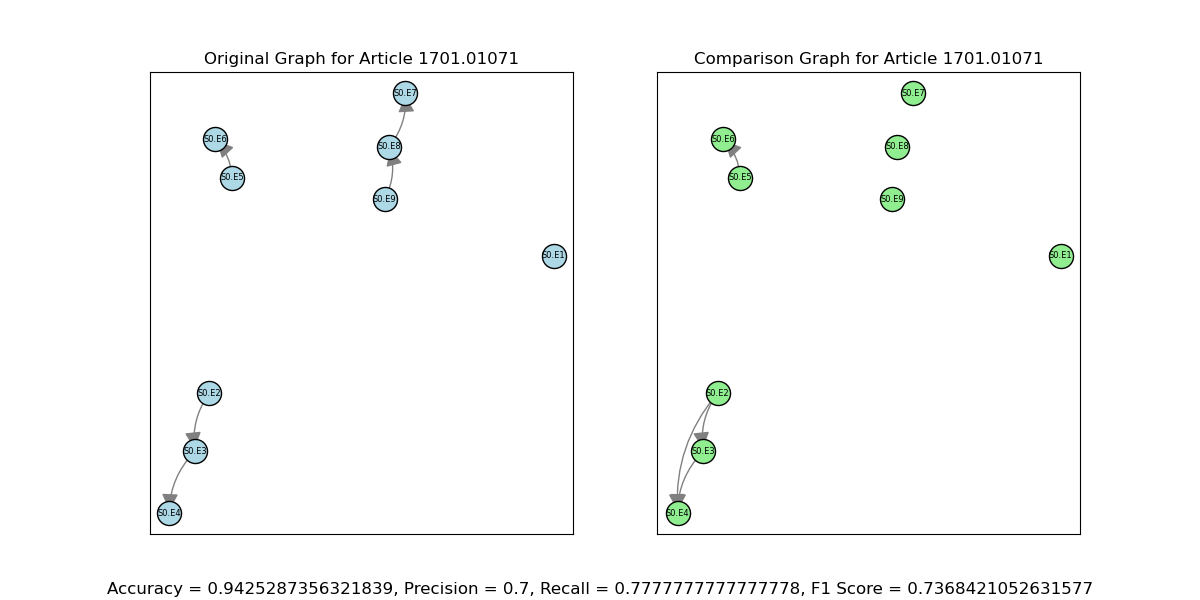 Original Graph for Article 1701.01071
Comparison Graph for Article 1701.01071
S0.E7
S0.E6
S0.E8
S0.E5
S0.E9
S0.E1
S0.E2
S0.E3
S0.E4
S0.E7
S0.E6
S0.E8
S0.E5
S0.E9
S0.E1
S0.E2
S0.E3
S0.E4
Accuracy = 0.9425287356321839, Precision = 0.7, Recall = 0.7777777777777778, F1 Score = 0.7368421052631577